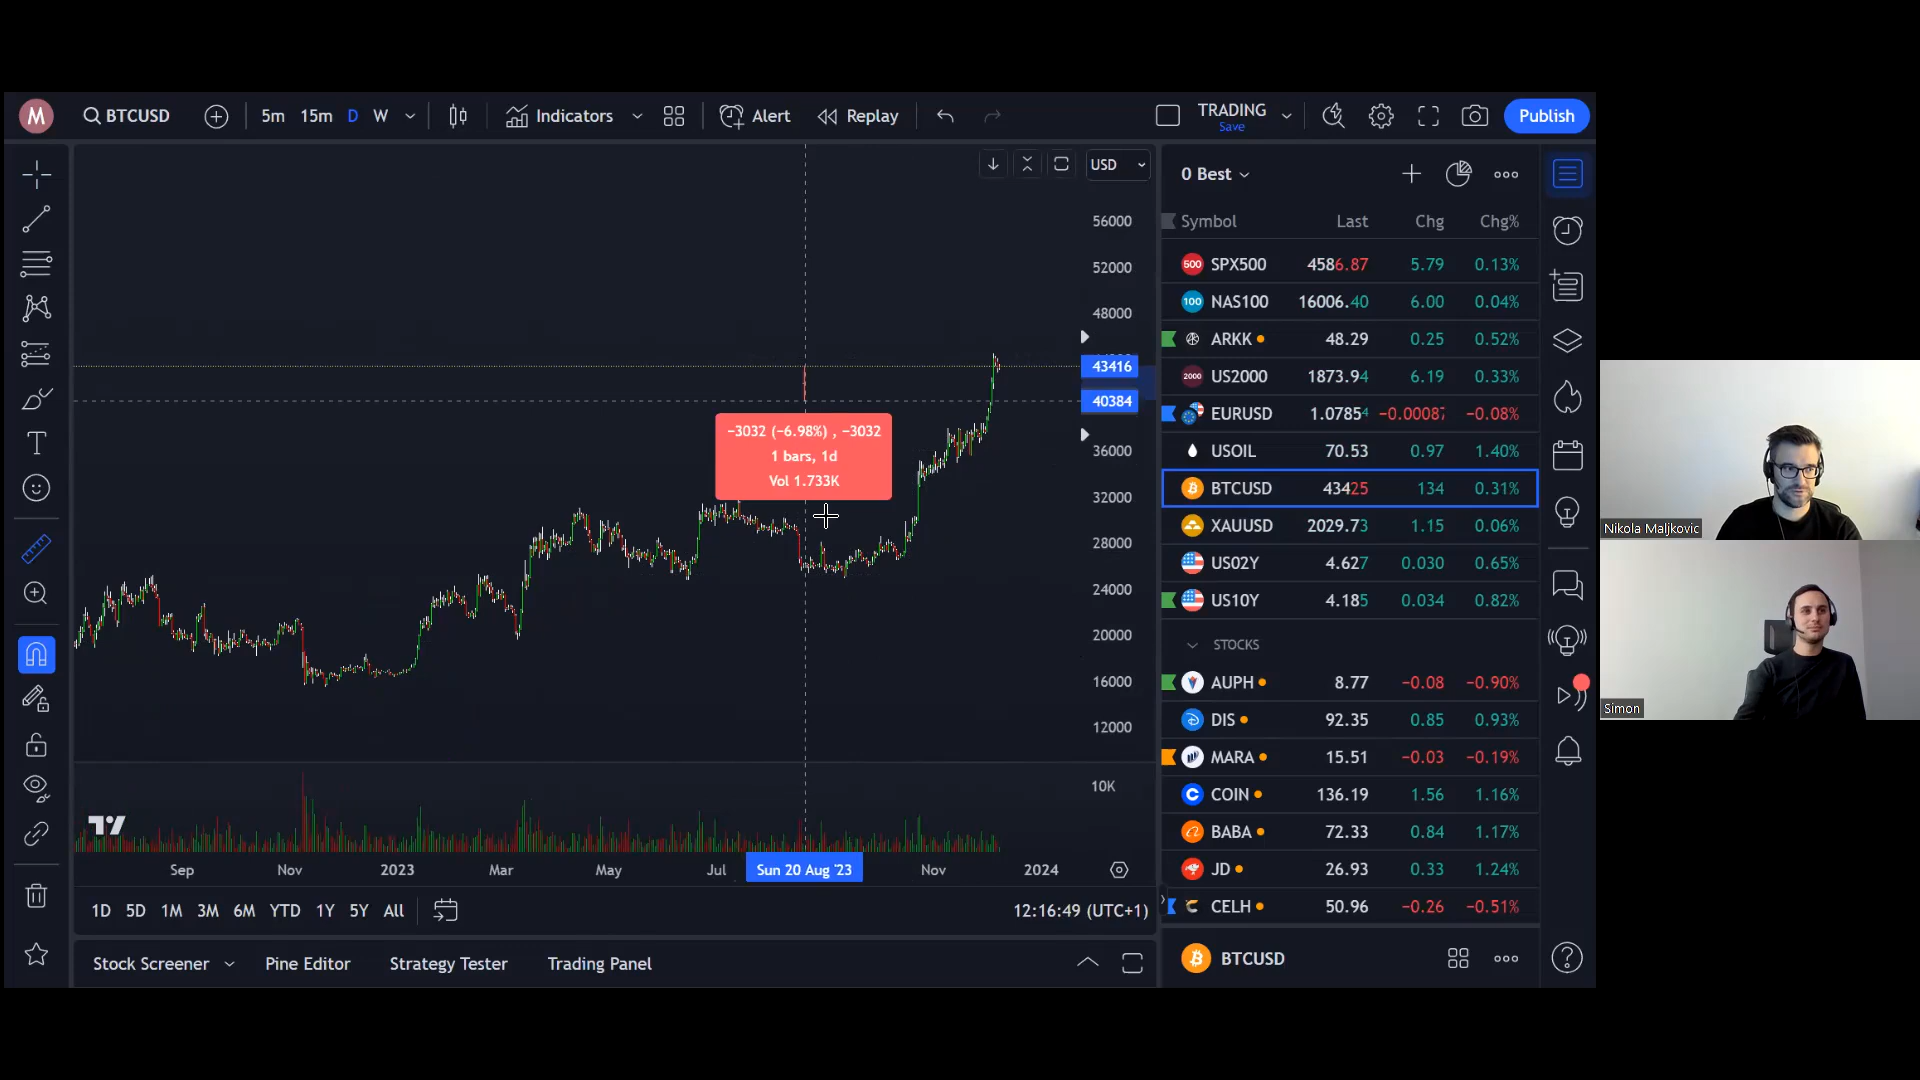 M
BTCUSD
5m 15m D W
Indicators
Alert
Replay
TRADING
Save
Publish
USD
56000
52000
48000
43416
40384
36000
32000
28000
24000
20000
16000
12000
10K
−3032 (−6.98%) , −3032
1 bars, 1d
Vol 1.733K
Sep Nov 2023 Mar May Jul Sun 20 Aug '23 Nov 2024
1D 5D 1M 3M 6M YTD 1Y 5Y All
12:16:49 (UTC+1)
Stock Screener Pine Editor Strategy Tester Trading Panel
0 Best
Symbol Last Chg Chg%
500 SPX500 4586.87 5.79 0.13%
100 NAS100 16006.40 6.00 0.04%
ARKK 48.29 0.25 0.52%
2000 US2000 1873.94 6.19 0.33%
EURUSD 1.07854 −0.00087 −0.08%
USOIL 70.53 0.97 1.40%
BTCUSD 43425 134 0.31%
XAUUSD 2029.73 1.15 0.06%
US02Y 4.627 0.030 0.65%
US10Y 4.185 0.034 0.82%
STOCKS
AUPH 8.77 −0.08 −0.90%
DIS 92.35 0.85 0.93%
MARA 15.51 −0.03 −0.19%
COIN 136.19 1.56 1.16%
BABA 72.33 0.84 1.17%
JD 26.93 0.33 1.24%
CELH 50.96 −0.26 −0.51%
BTCUSD
Nikola Maljkovic
Simon